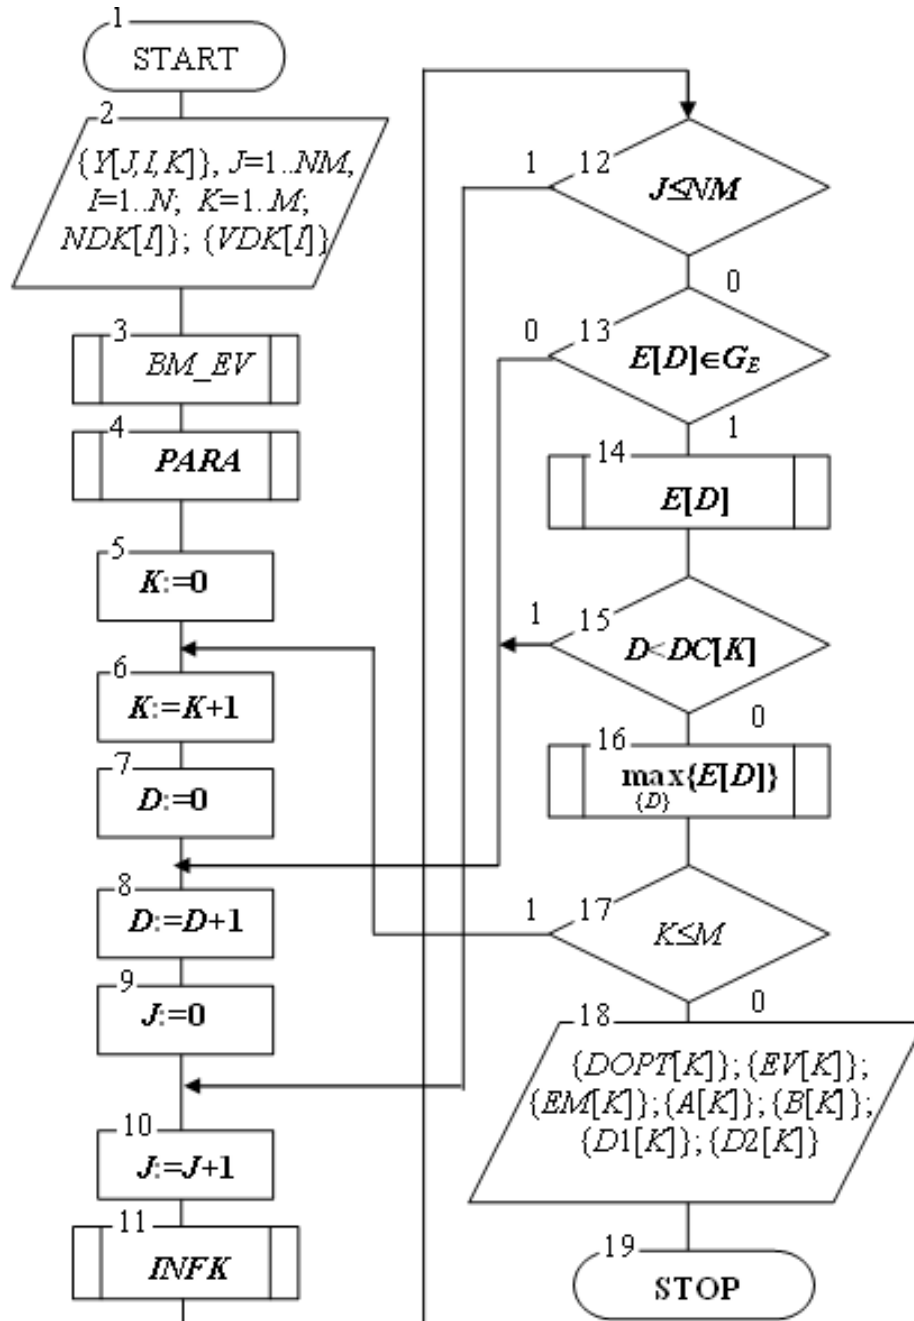 1
START
2
{Y[J,I,K]}, J=1..NM,
I=1..N; K=1..M;
NDK[I]}; {VDK[I]}
3
BM_EV
4
PARA
5
K:=0
6
K:=K+1
7
D:=0
8
D:=D+1
9
J:=0
10
J:=J+1
11
INFK
1
12
J≤NM
0
0
13
E[D]∈G_E
1
14
E[D]
1
15
D<DC[K]
0
16
max{E[D]}
{D}
1
17
K≤M
0
18
{DOPT[K]};{EV[K]};
{EM[K]};{A[K]};{B[K]};
{D1[K]};{D2[K]}
19
STOP